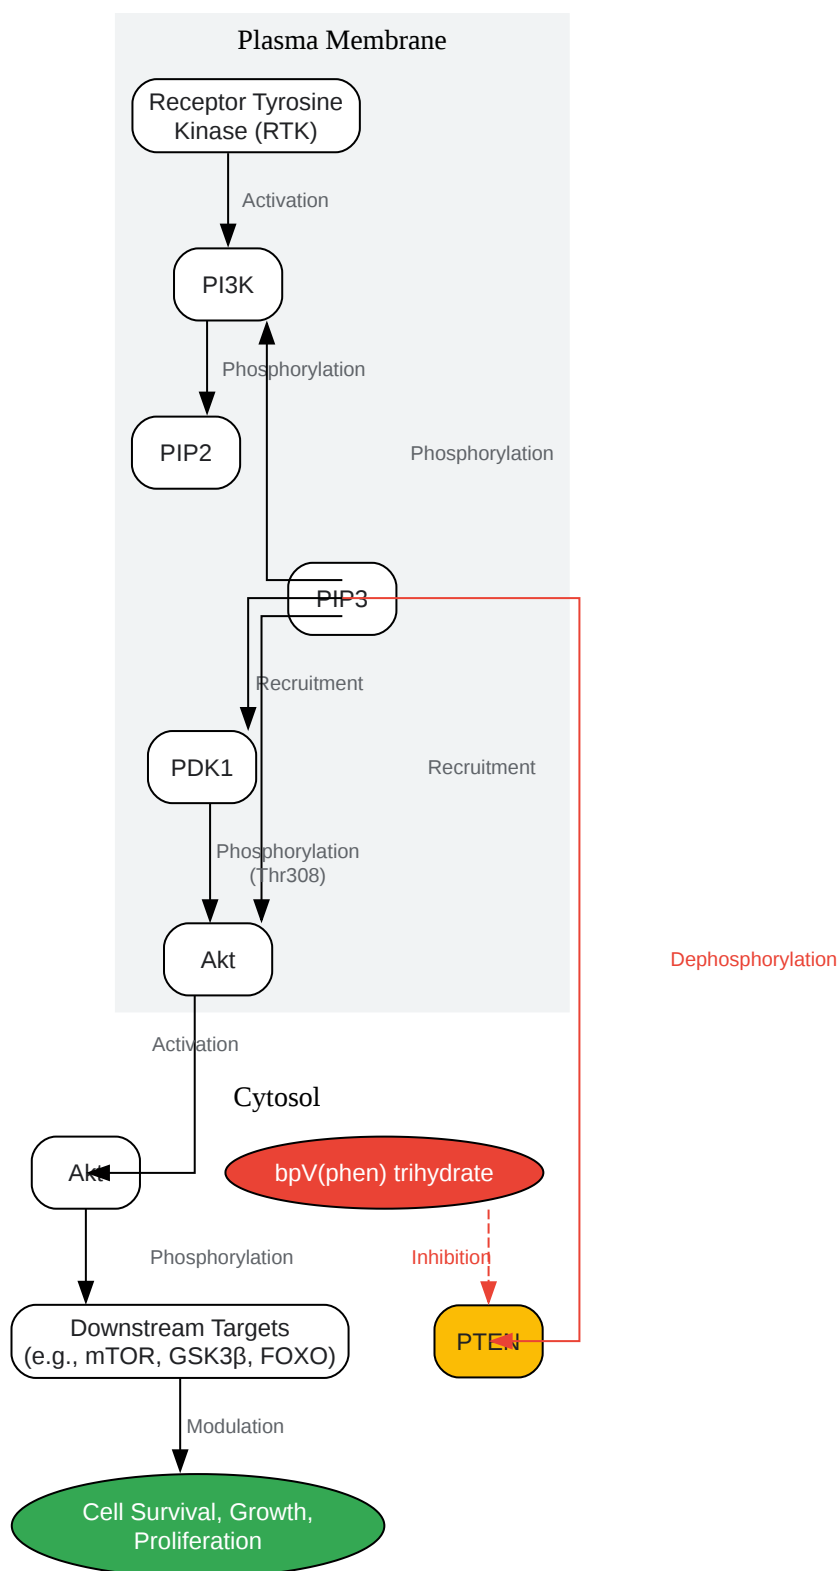 Plasma Membrane
Receptor Tyrosine
Kinase (RTK)
Activation
PI3K
Phosphorylation
PIP2
Phosphorylation
PIP3
Recruitment
PDK1
Recruitment
Phosphorylation
(Thr308)
Akt
Dephosphorylation
Activation
Cytosol
Akt
bpV(phen) trihydrate
Phosphorylation
Inhibition
Downstream Targets
(e.g., mTOR, GSK3β, FOXO)
PTEN
Modulation
Cell Survival, Growth,
Proliferation